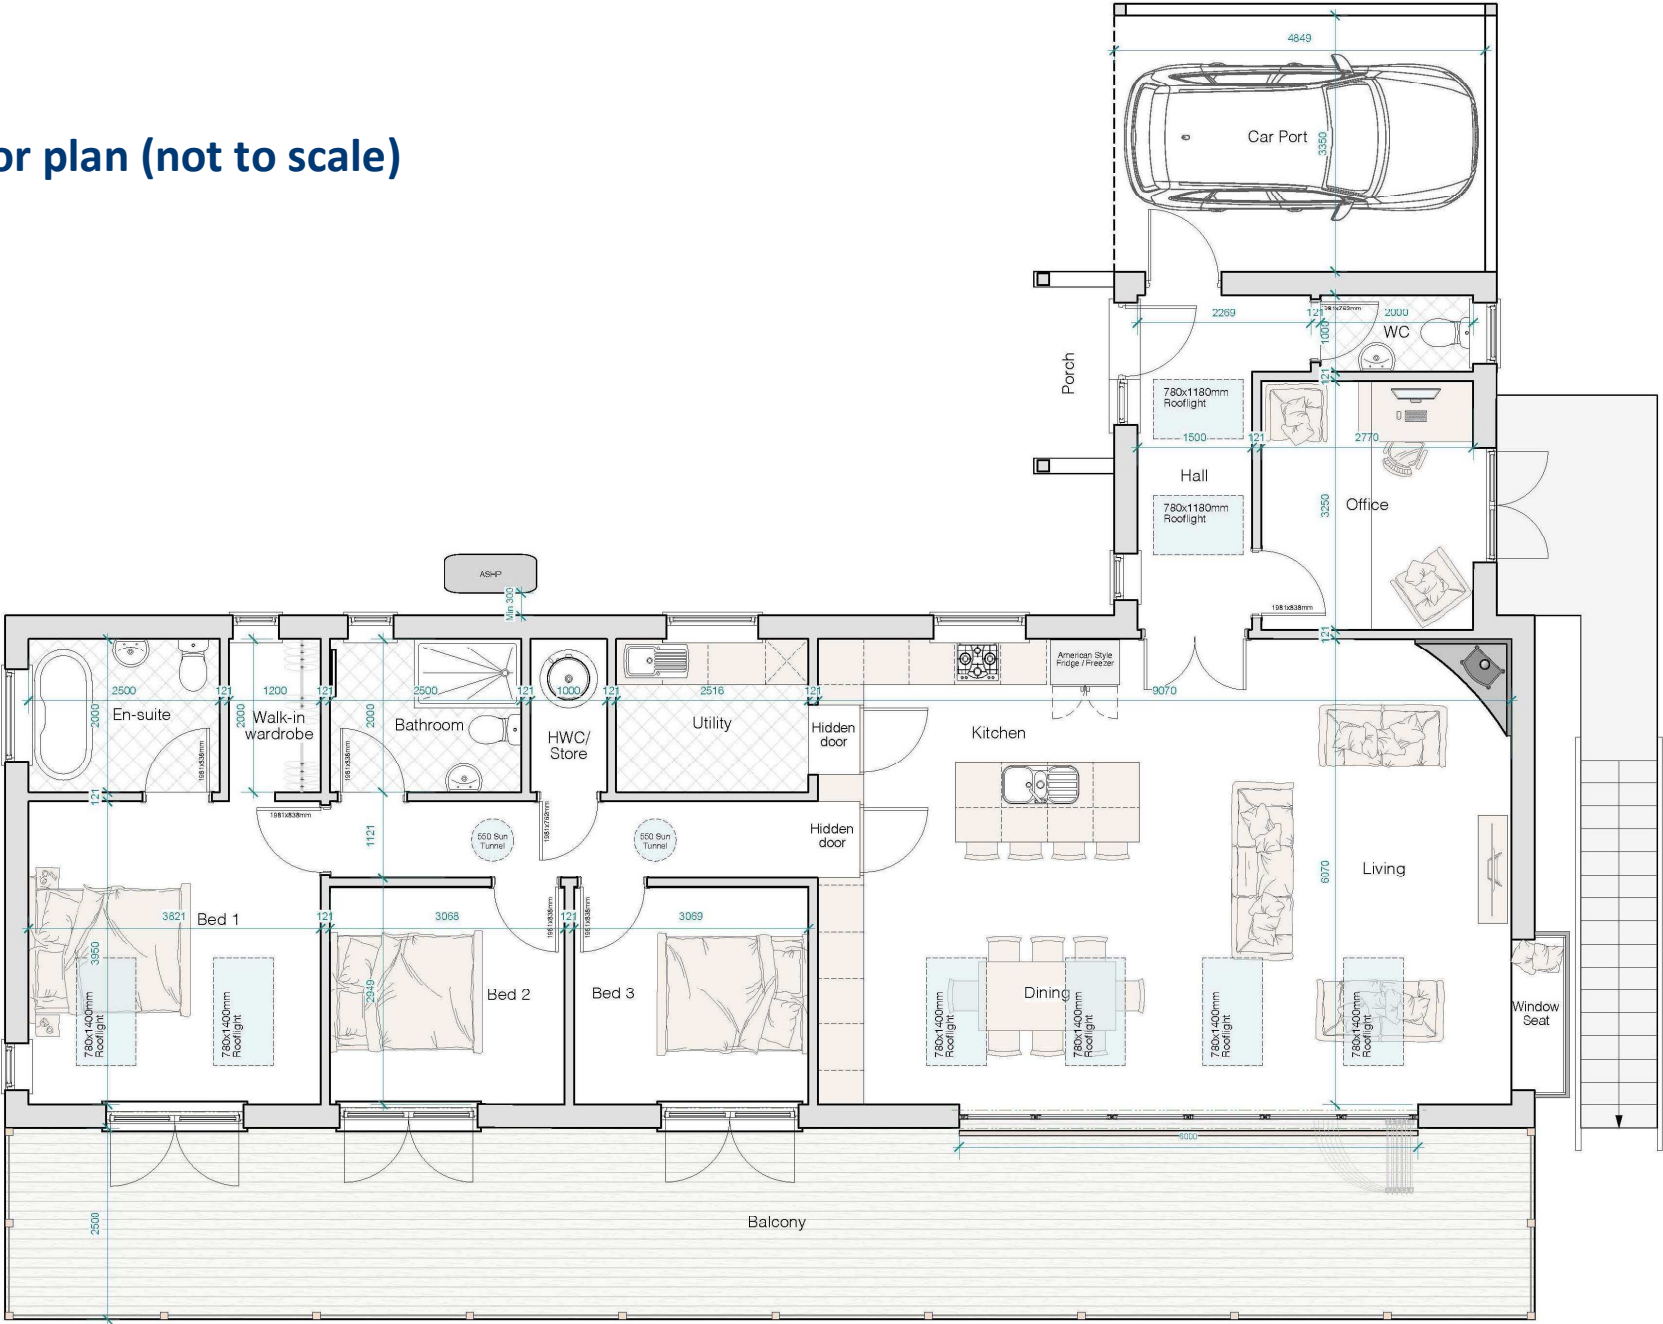 or plan (not to scale)
4849
Car Port
3350
2269
121
2000
1981x762mm
WC
1000
121
Porch
780x1180mm
Rooflight
1500
121
2770
Hall
780x1180mm
Rooflight
3250
Office
1981x838mm
121
ASHP
Min 300
American Style
Fridge / Freezer
2500
121
1200
121
2500
121
1000
121
2516
121
9070
2000
En-suite
2000
Walk-in
wardrobe
2000
Bathroom
HWC/
Store
Utility
Hidden
door
Kitchen
1981x838mm
1981x838mm
121
1981x838mm
1121
550 Sun
Tunnel
1981x762mm
550 Sun
Tunnel
Hidden
door
6070
Living
3821
Bed 1
121
3068
1981x838mm
121
1981x838mm
3069
3950
2949
Bed 2
Bed 3
Dining
Window
Seat
780x1400mm
Rooflight
780x1400mm
Rooflight
780x1400mm
Rooflight
780x1400mm
Rooflight
780x1400mm
Rooflight
780x1400mm
Rooflight
6000
2500
Balcony